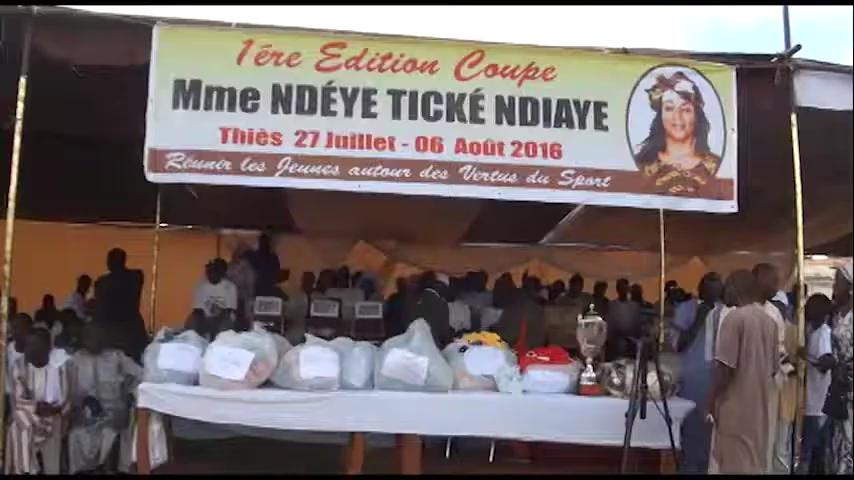 1ére Edition Coupe
Mme NDÉYE TICKÉ NDIAYE
Thiès 27 Juillet - 06 Août 2016
Réunir les Jeunes autour des Vertus du Sport